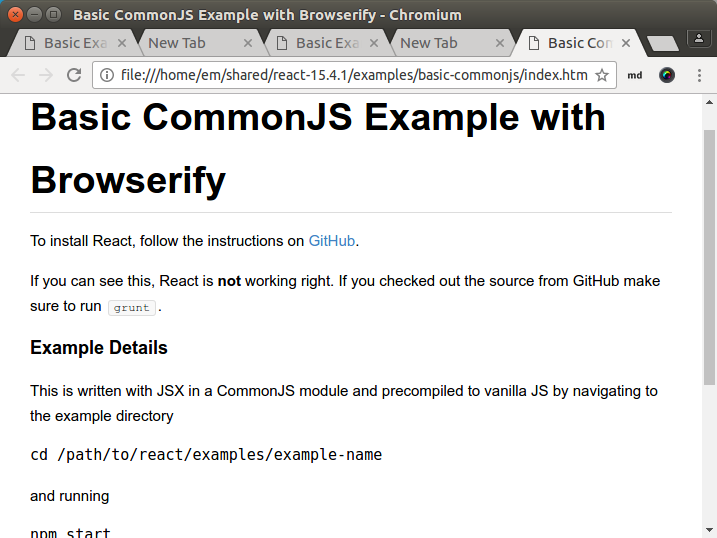 Basic CommonJS Example with Browserify - Chromium
Basic Exa
New Tab
Basic Exa
New Tab
Basic Con
file:///home/em/shared/react-15.4.1/examples/basic-commonjs/index.htm
md
Basic CommonJS Example with
Browserify
To install React, follow the instructions on GitHub.
If you can see this, React is not working right. If you checked out the source from GitHub make
sure to run grunt.
Example Details
This is written with JSX in a CommonJS module and precompiled to vanilla JS by navigating to
the example directory
cd /path/to/react/examples/example-name
and running
npm start